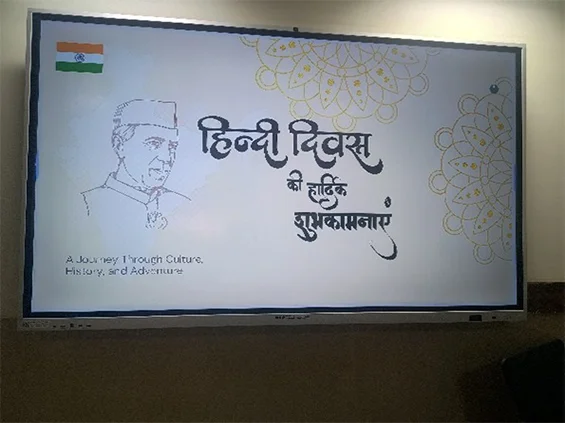 हिन्दी दिवस
की हार्दिक
शुभकामनाएं
A Journey Through Culture,
History, and Adventure